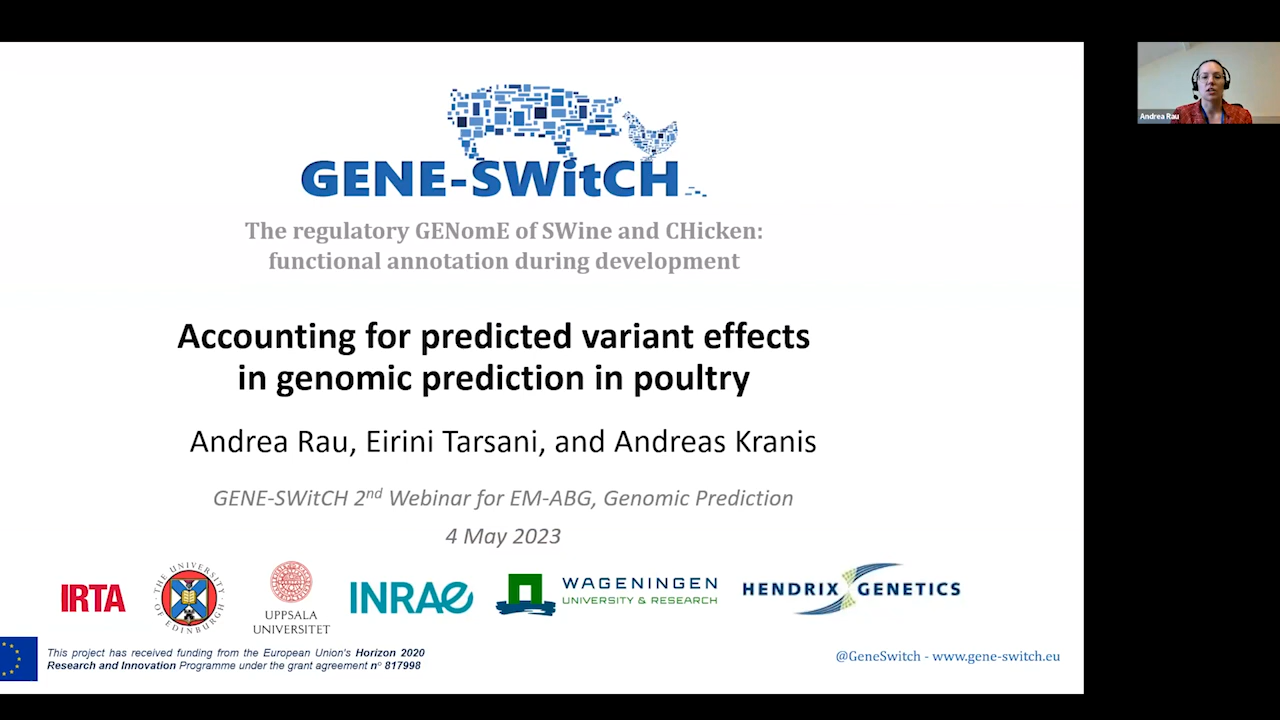 Andrea Rau
GENE-SWitCH
The regulatory GENomE of SWine and CHicken:
functional annotation during development
Accounting for predicted variant effects
in genomic prediction in poultry
Andrea Rau, Eirini Tarsani, and Andreas Kranis
GENE-SWitCH 2nd Webinar for EM-ABG, Genomic Prediction
4 May 2023
IRTA
THE UNIVERSITY OF EDINBURGH
UPPSALA
UNIVERSITET
INRAE
WAGENINGEN
UNIVERSITY & RESEARCH
HENDRIX GENETICS
This project has received funding from the European Union's Horizon 2020
Research and Innovation Programme under the grant agreement n° 817998
@GeneSwitch - www.gene-switch.eu